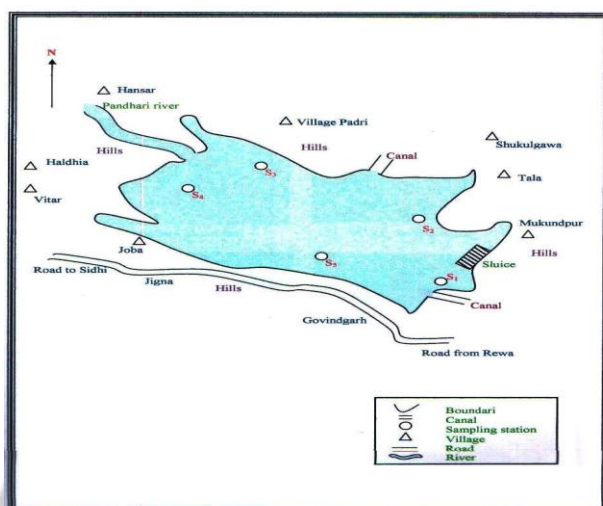 N
Hansar
Pandhari river
Village Padri
Shukulgawa
Hills
Hills
Canal
Haldhia
S3
Tala
Vitar
S4
S2
Mukundpur
Joba
Hills
Sluice
S5
Road to Sidhi
S1
Jigna
Hills
Canal
Govindgarh
Road from Rewa
Boundari
Canal
Sampling station
Village
Road
River